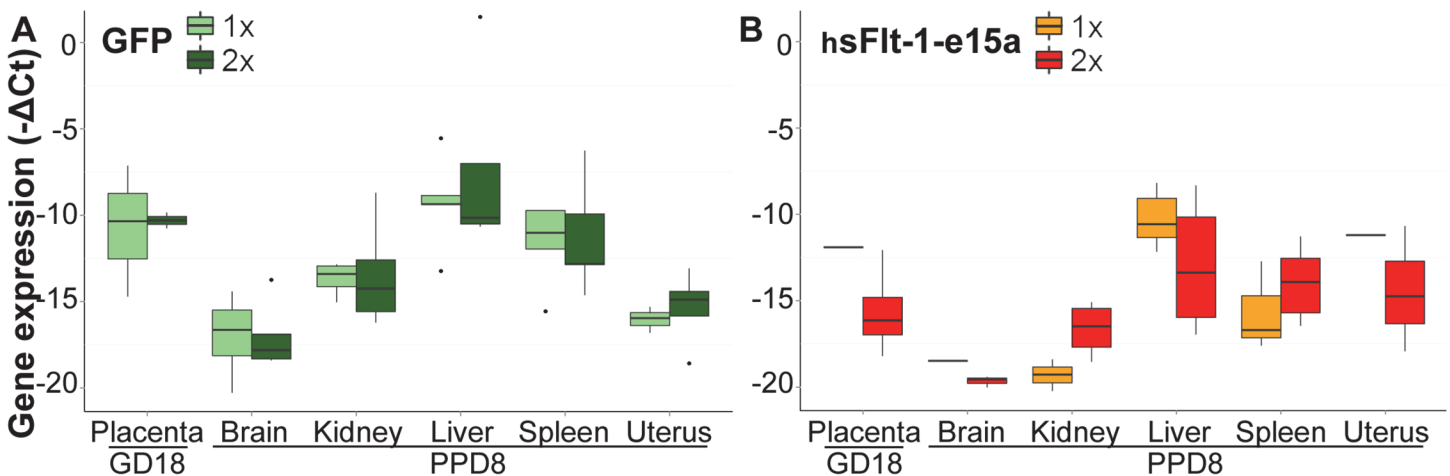 A GFP 1x
2x
Gene expression (-ΔCt)
0
-5
-10
-15
-20
Placenta Brain Kidney Liver Spleen Uterus
GD18 PPD8
B hsFlt-1-e15a 1x
2x
0
-5
-10
-15
-20
Placenta Brain Kidney Liver Spleen Uterus
GD18 PPD8